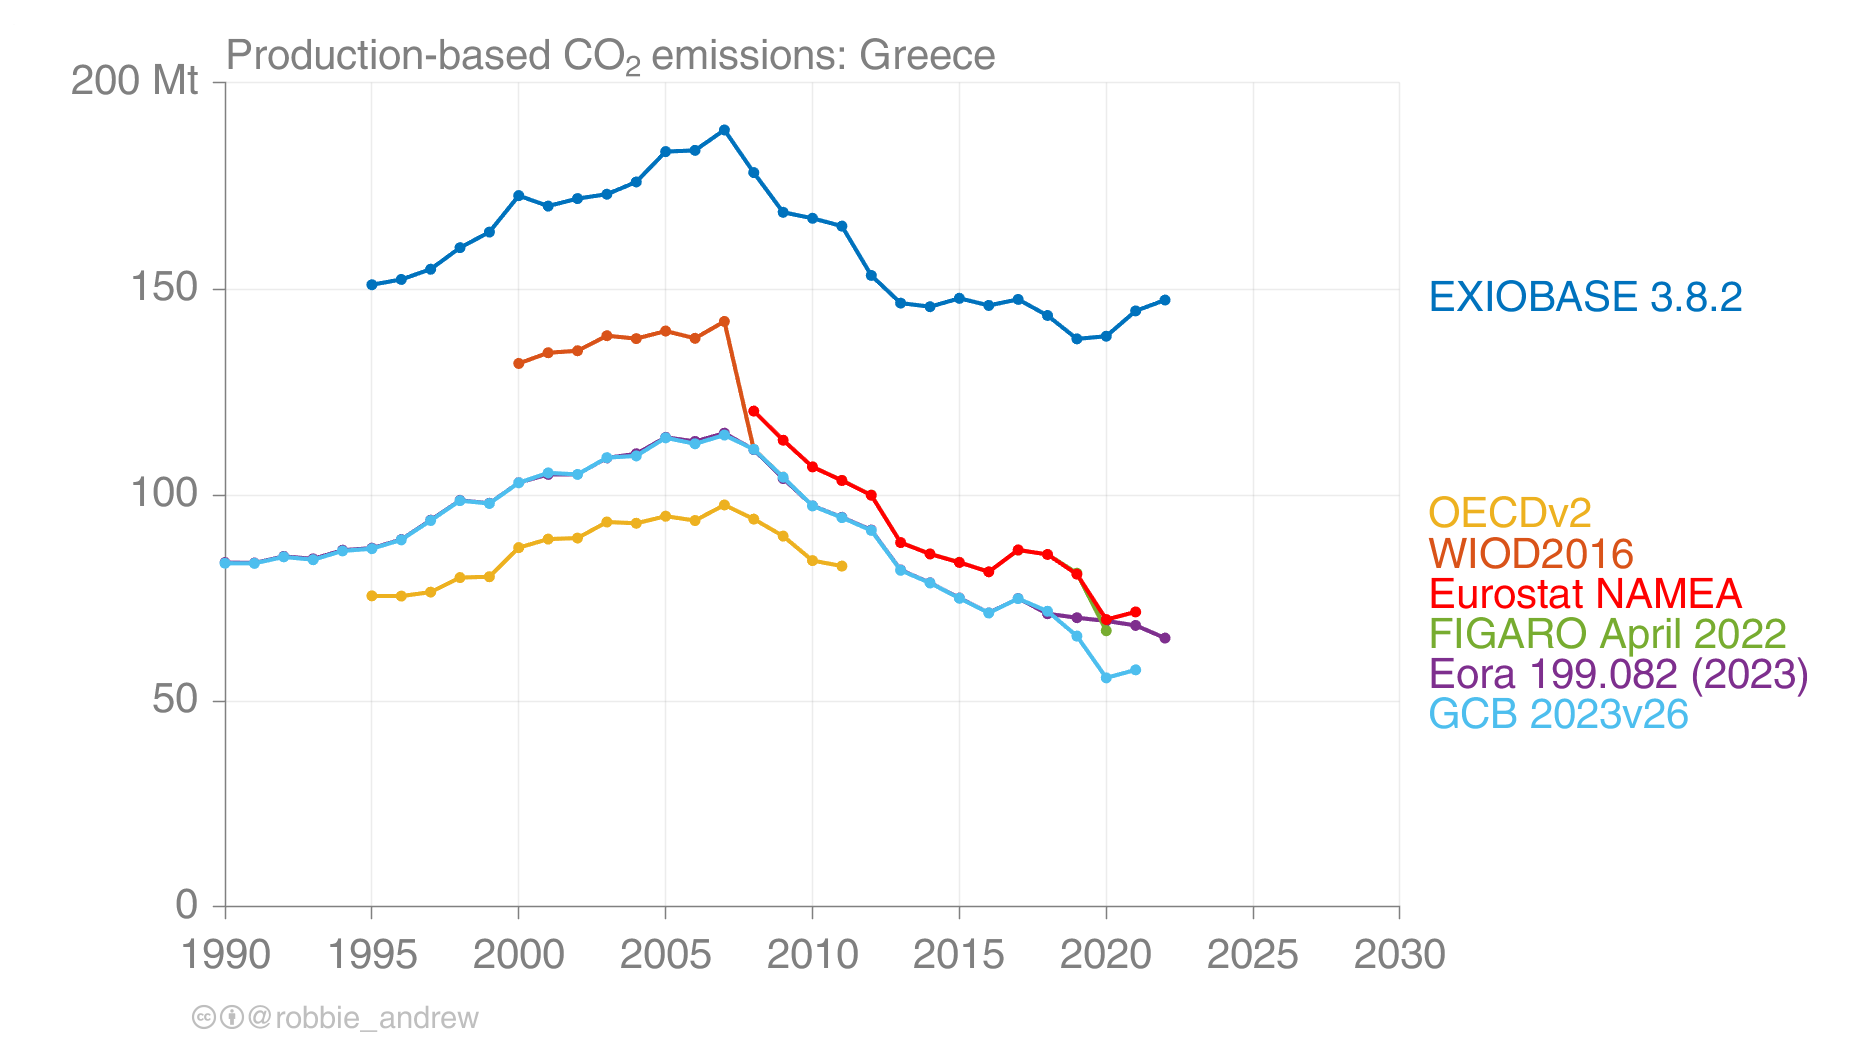 Production-based CO₂ emissions: Greece
200 Mt
150
100
50
0
1990 1995 2000 2005 2010 2015 2020 2025 2030
EXIOBASE 3.8.2
OECDv2
WIOD2016
Eurostat NAMEA
FIGARO April 2022
Eora 199.082 (2023)
GCB 2023v26
cc @robbie_andrew